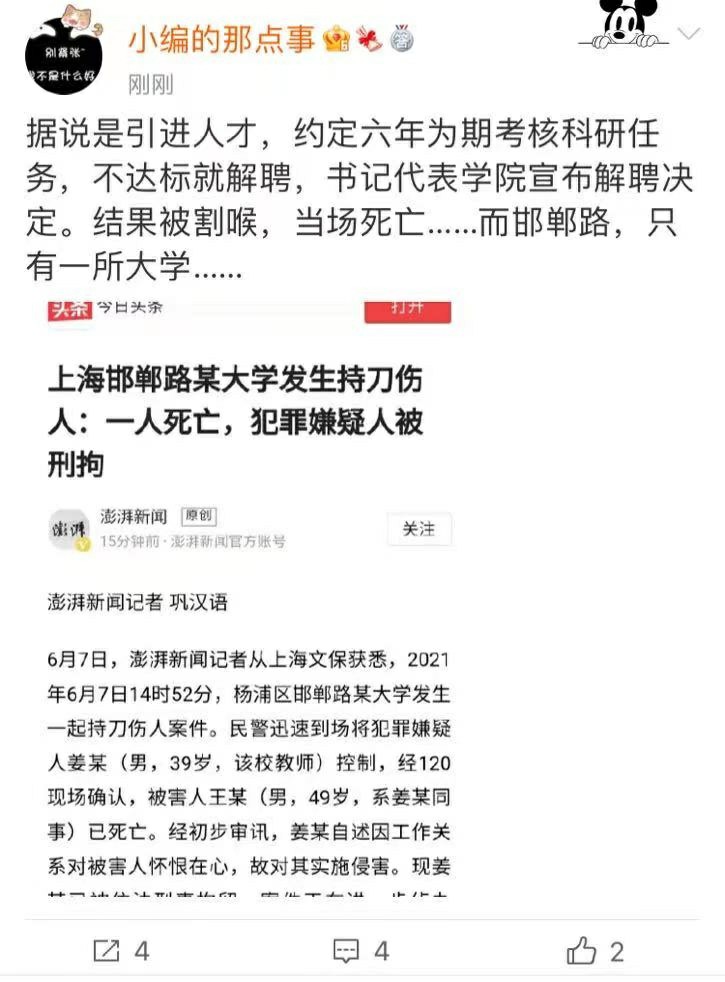 别紧张~
我不是什么好
小编的那点事
刚刚
据说是引进人才，约定六年为期考核科研任
务，不达标就解聘，书记代表学院宣布解聘决
定。结果被割喉，当场死亡……而邯郸路，只
有一所大学……
头条 今日头条 打开
上海邯郸路某大学发生持刀伤
人：一人死亡，犯罪嫌疑人被
刑拘
澎湃
澎湃新闻 原创
15分钟前·澎湃新闻官方账号
关注
澎湃新闻记者 巩汉语
6月7日，澎湃新闻记者从上海文保获悉，2021
年6月7日14时52分，杨浦区邯郸路某大学发生
一起持刀伤人案件。民警迅速到场将犯罪嫌疑
人姜某（男，39岁，该校教师）控制，经120
现场确认，被害人王某（男，49岁，系姜某同
事）已死亡。经初步审讯，姜某自述因工作关
系对被害人怀恨在心，故对其实施侵害。现姜
4 4 2